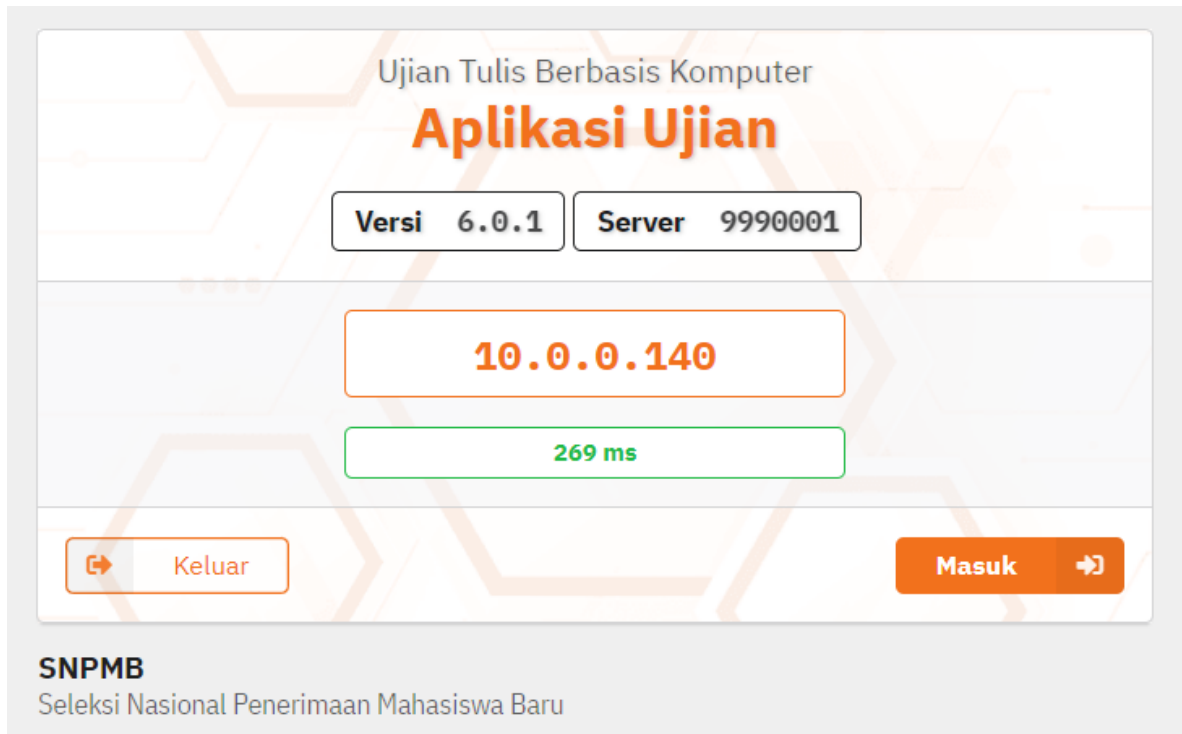 Ujian Tulis Berbasis Komputer
Aplikasi Ujian
Versi 6.0.1 Server 9990001
10.0.0.140
269 ms
Keluar Masuk
SNPMB
Seleksi Nasional Penerimaan Mahasiswa Baru